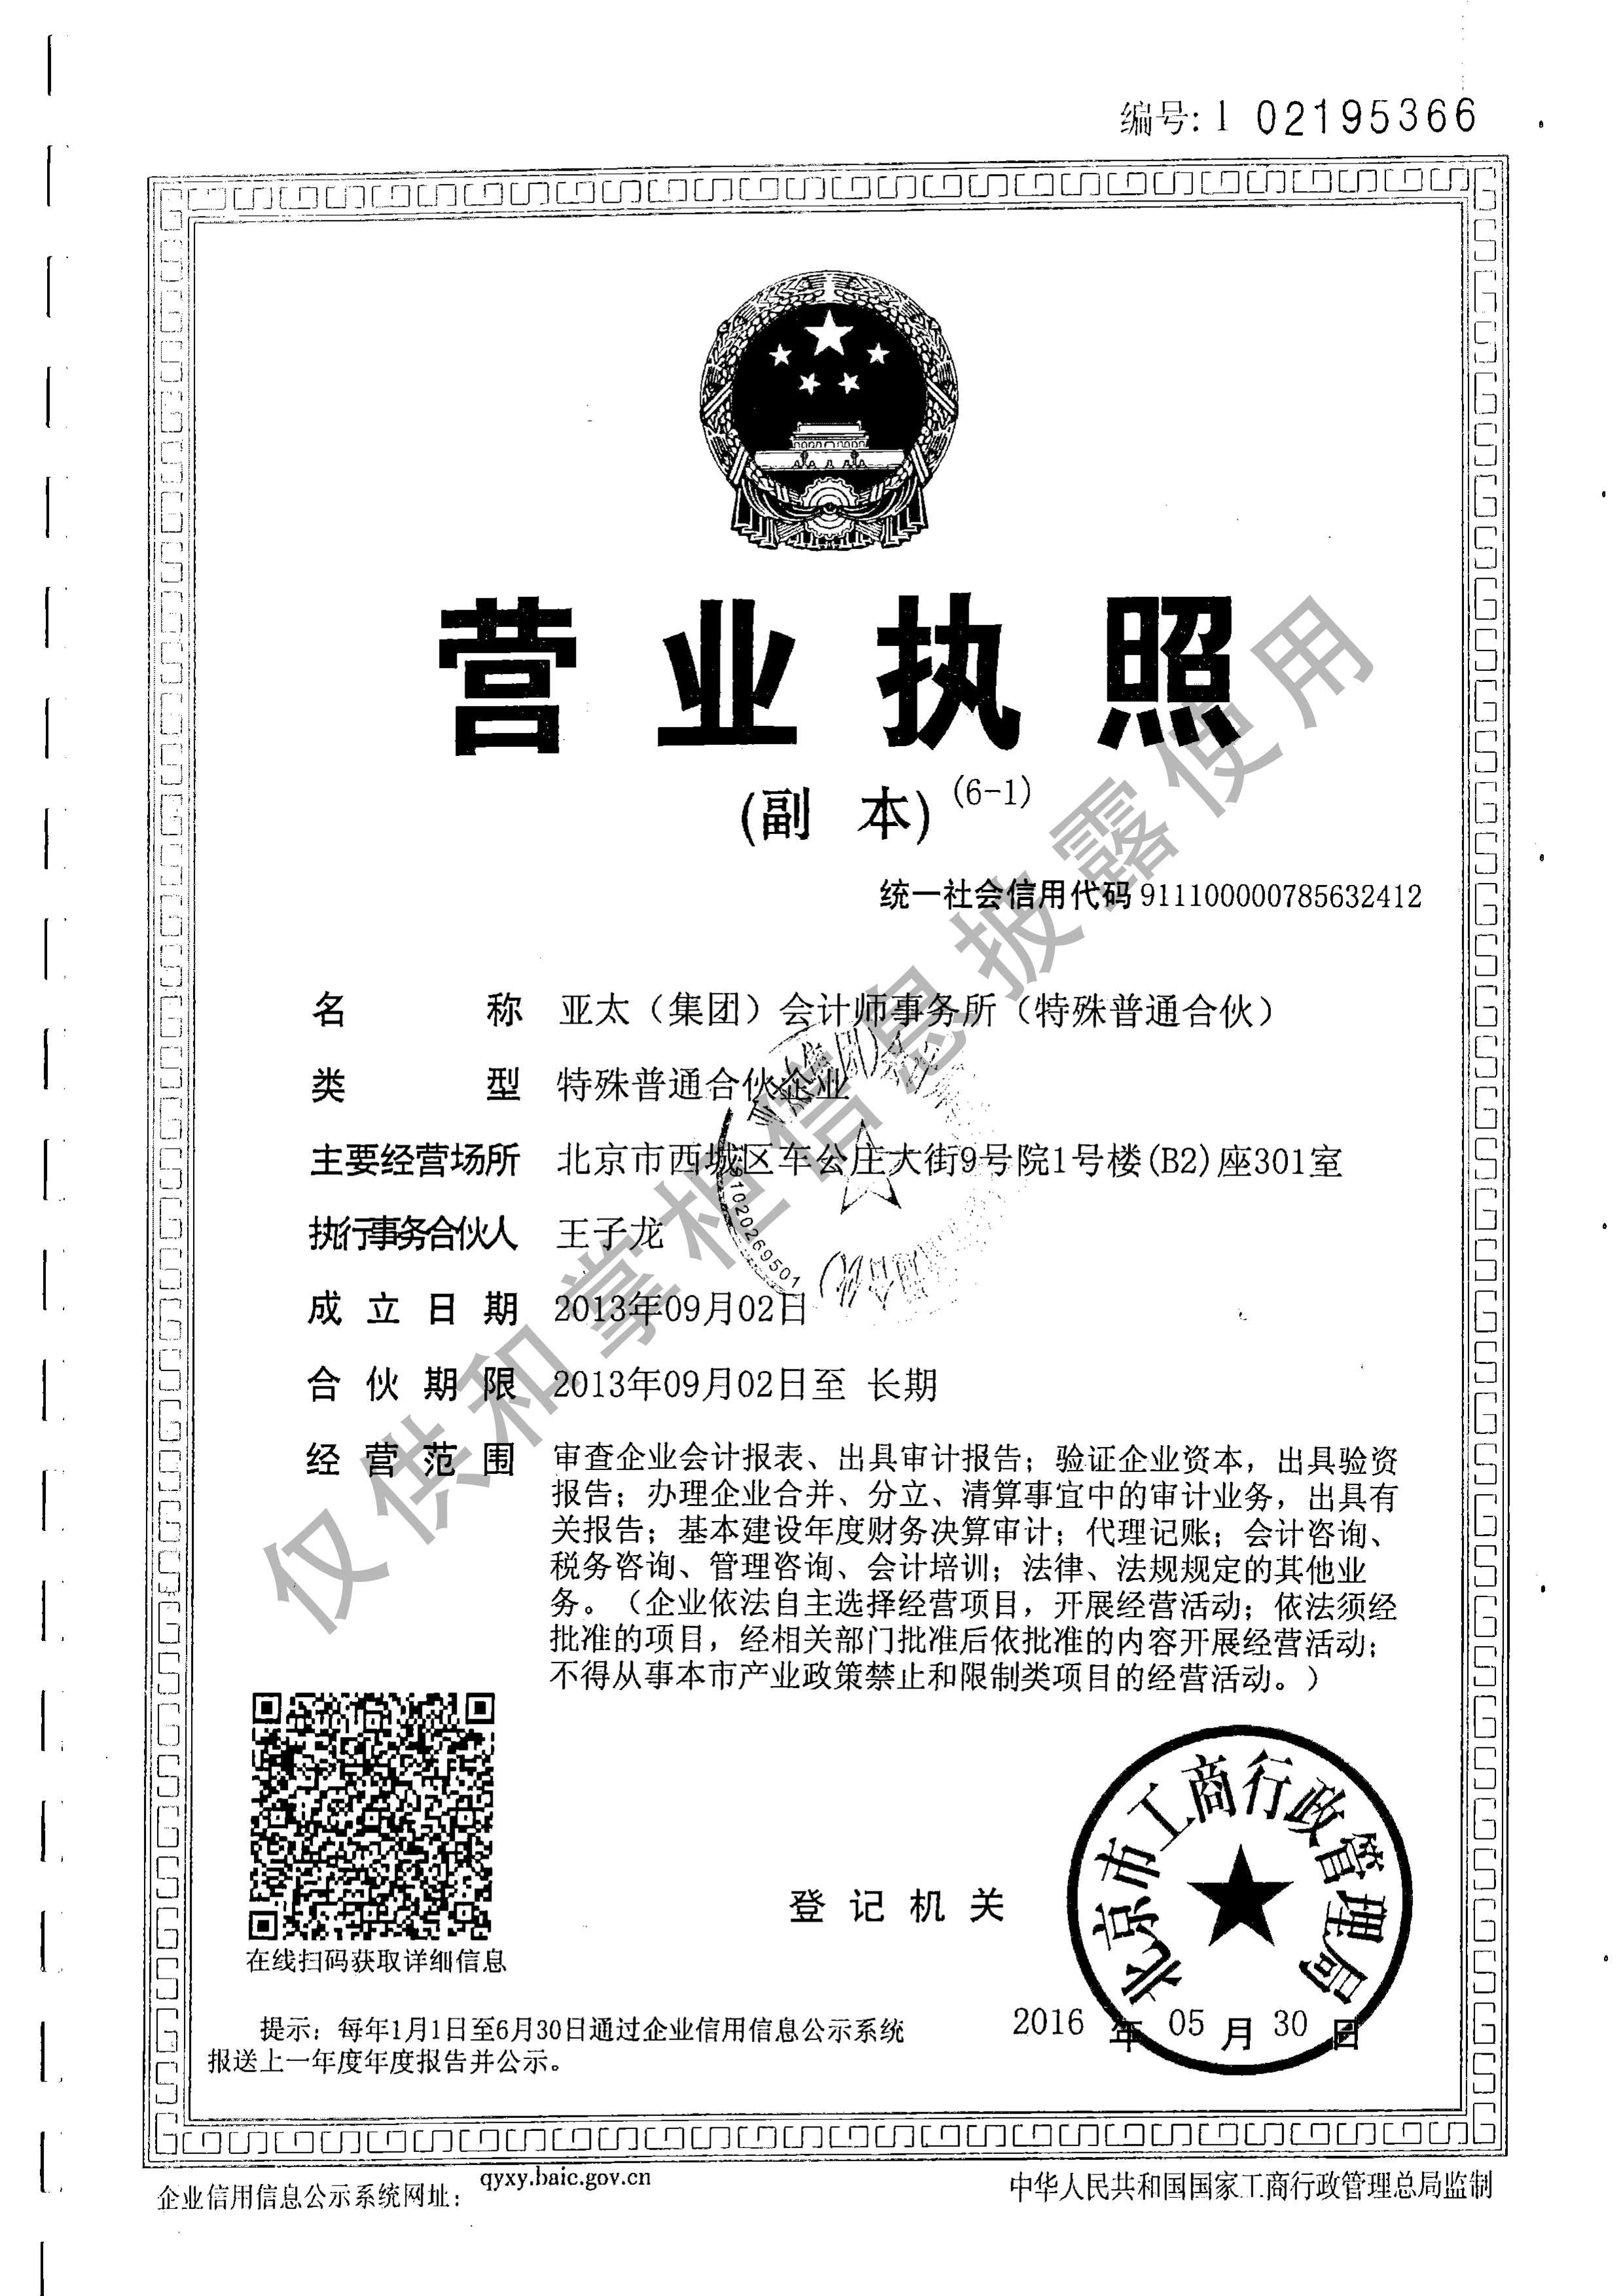 编号: 1 02195366
营业执照
(副 本) (6-1)
统一社会信用代码 911100000785632412
名称 亚太（集团）会计师事务所（特殊普通合伙）
类型 特殊普通合伙企业
主要经营场所 北京市西城区车公庄大街9号院1号楼(B2)座301室
执行事务合伙人 王子龙
成立日期 2013年09月02日
合伙期限 2013年09月02日至 长期
经营范围 审查企业会计报表、出具审计报告；验证企业资本，出具验资
报告；办理企业合并、分立、清算事宜中的审计业务，出具有
关报告；基本建设年度财务决算审计；代理记账；会计咨询、
税务咨询、管理咨询、会计培训；法律、法规规定的其他业
务。（企业依法自主选择经营项目，开展经营活动；依法须经
批准的项目，经相关部门批准后依批准的内容开展经营活动；
不得从事本市产业政策禁止和限制类项目的经营活动。）
91020269501
仅供和掌柜信息披露使用
在线扫码获取详细信息
登记机关
北京市工商行政管理局
2016 年 05 月 30 日
提示：每年1月1日至6月30日通过企业信用信息公示系统
报送上一年度年度报告并公示。
企业信用信息公示系统网址： qyxy.baic.gov.cn
中华人民共和国国家工商行政管理总局监制